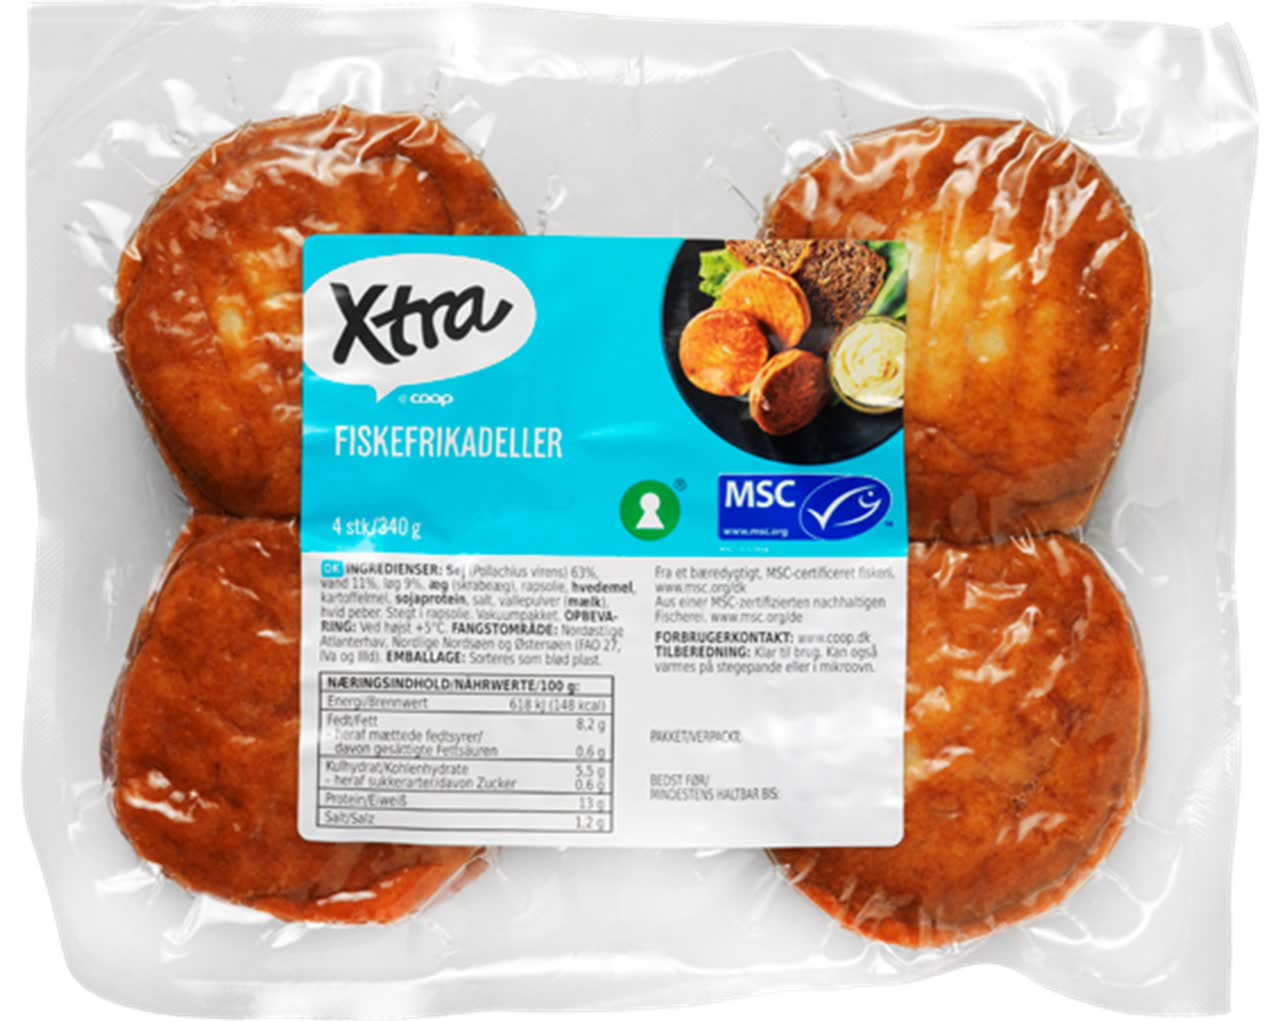 Xtra
coop
FISKEFRIKADELLER
4 stk/340 g
®
MSC
www.msc.org
™
DK INGREDIENSER: Sej (Pollachius virens) 63%,
vand 11%, løg 9%, æg (skrabeæg), rapsolie, hvedemel,
kartoffelmel, sojaprotein, salt, vallepulver (mælk),
hvid peber. Stegt i rapsolie. Vakuumpakket. OPBEVA-
RING: Ved højst +5°C. FANGSTOMRÅDE: Nordøstlige
Atlanterhav, Nordlige Nordsøen og Østersøen (FAO 27,
IVa og IIId). EMBALLAGE: Sorteres som blød plast.
NÆRINGSINDHOLD/NÄHRWERTE/100 g:
Energi/Brennwert 618 kJ (148 kcal)
Fedt/Fett 8,2 g
- heraf mættede fedtsyrer/
davon gesättigte Fettsäuren 0,6 g
Kulhydrat/Kohlenhydrate 5,5 g
- heraf sukkerarter/davon Zucker 0,6 g
Protein/Eiweiß 13 g
Salt/Salz 1,2 g
Fra et bæredygtigt, MSC-certificeret fiskeri.
www.msc.org/dk
Aus einer MSC-zertifizierten nachhaltigen
Fischerei. www.msc.org/de
FORBRUGERKONTAKT: www.coop.dk
TILBEREDNING: Klar til brug. Kan også
varmes på stegepande eller i mikroovn.
PAKKET/VERPACKT:
BEDST FØR/
MINDESTENS HALTBAR BIS: